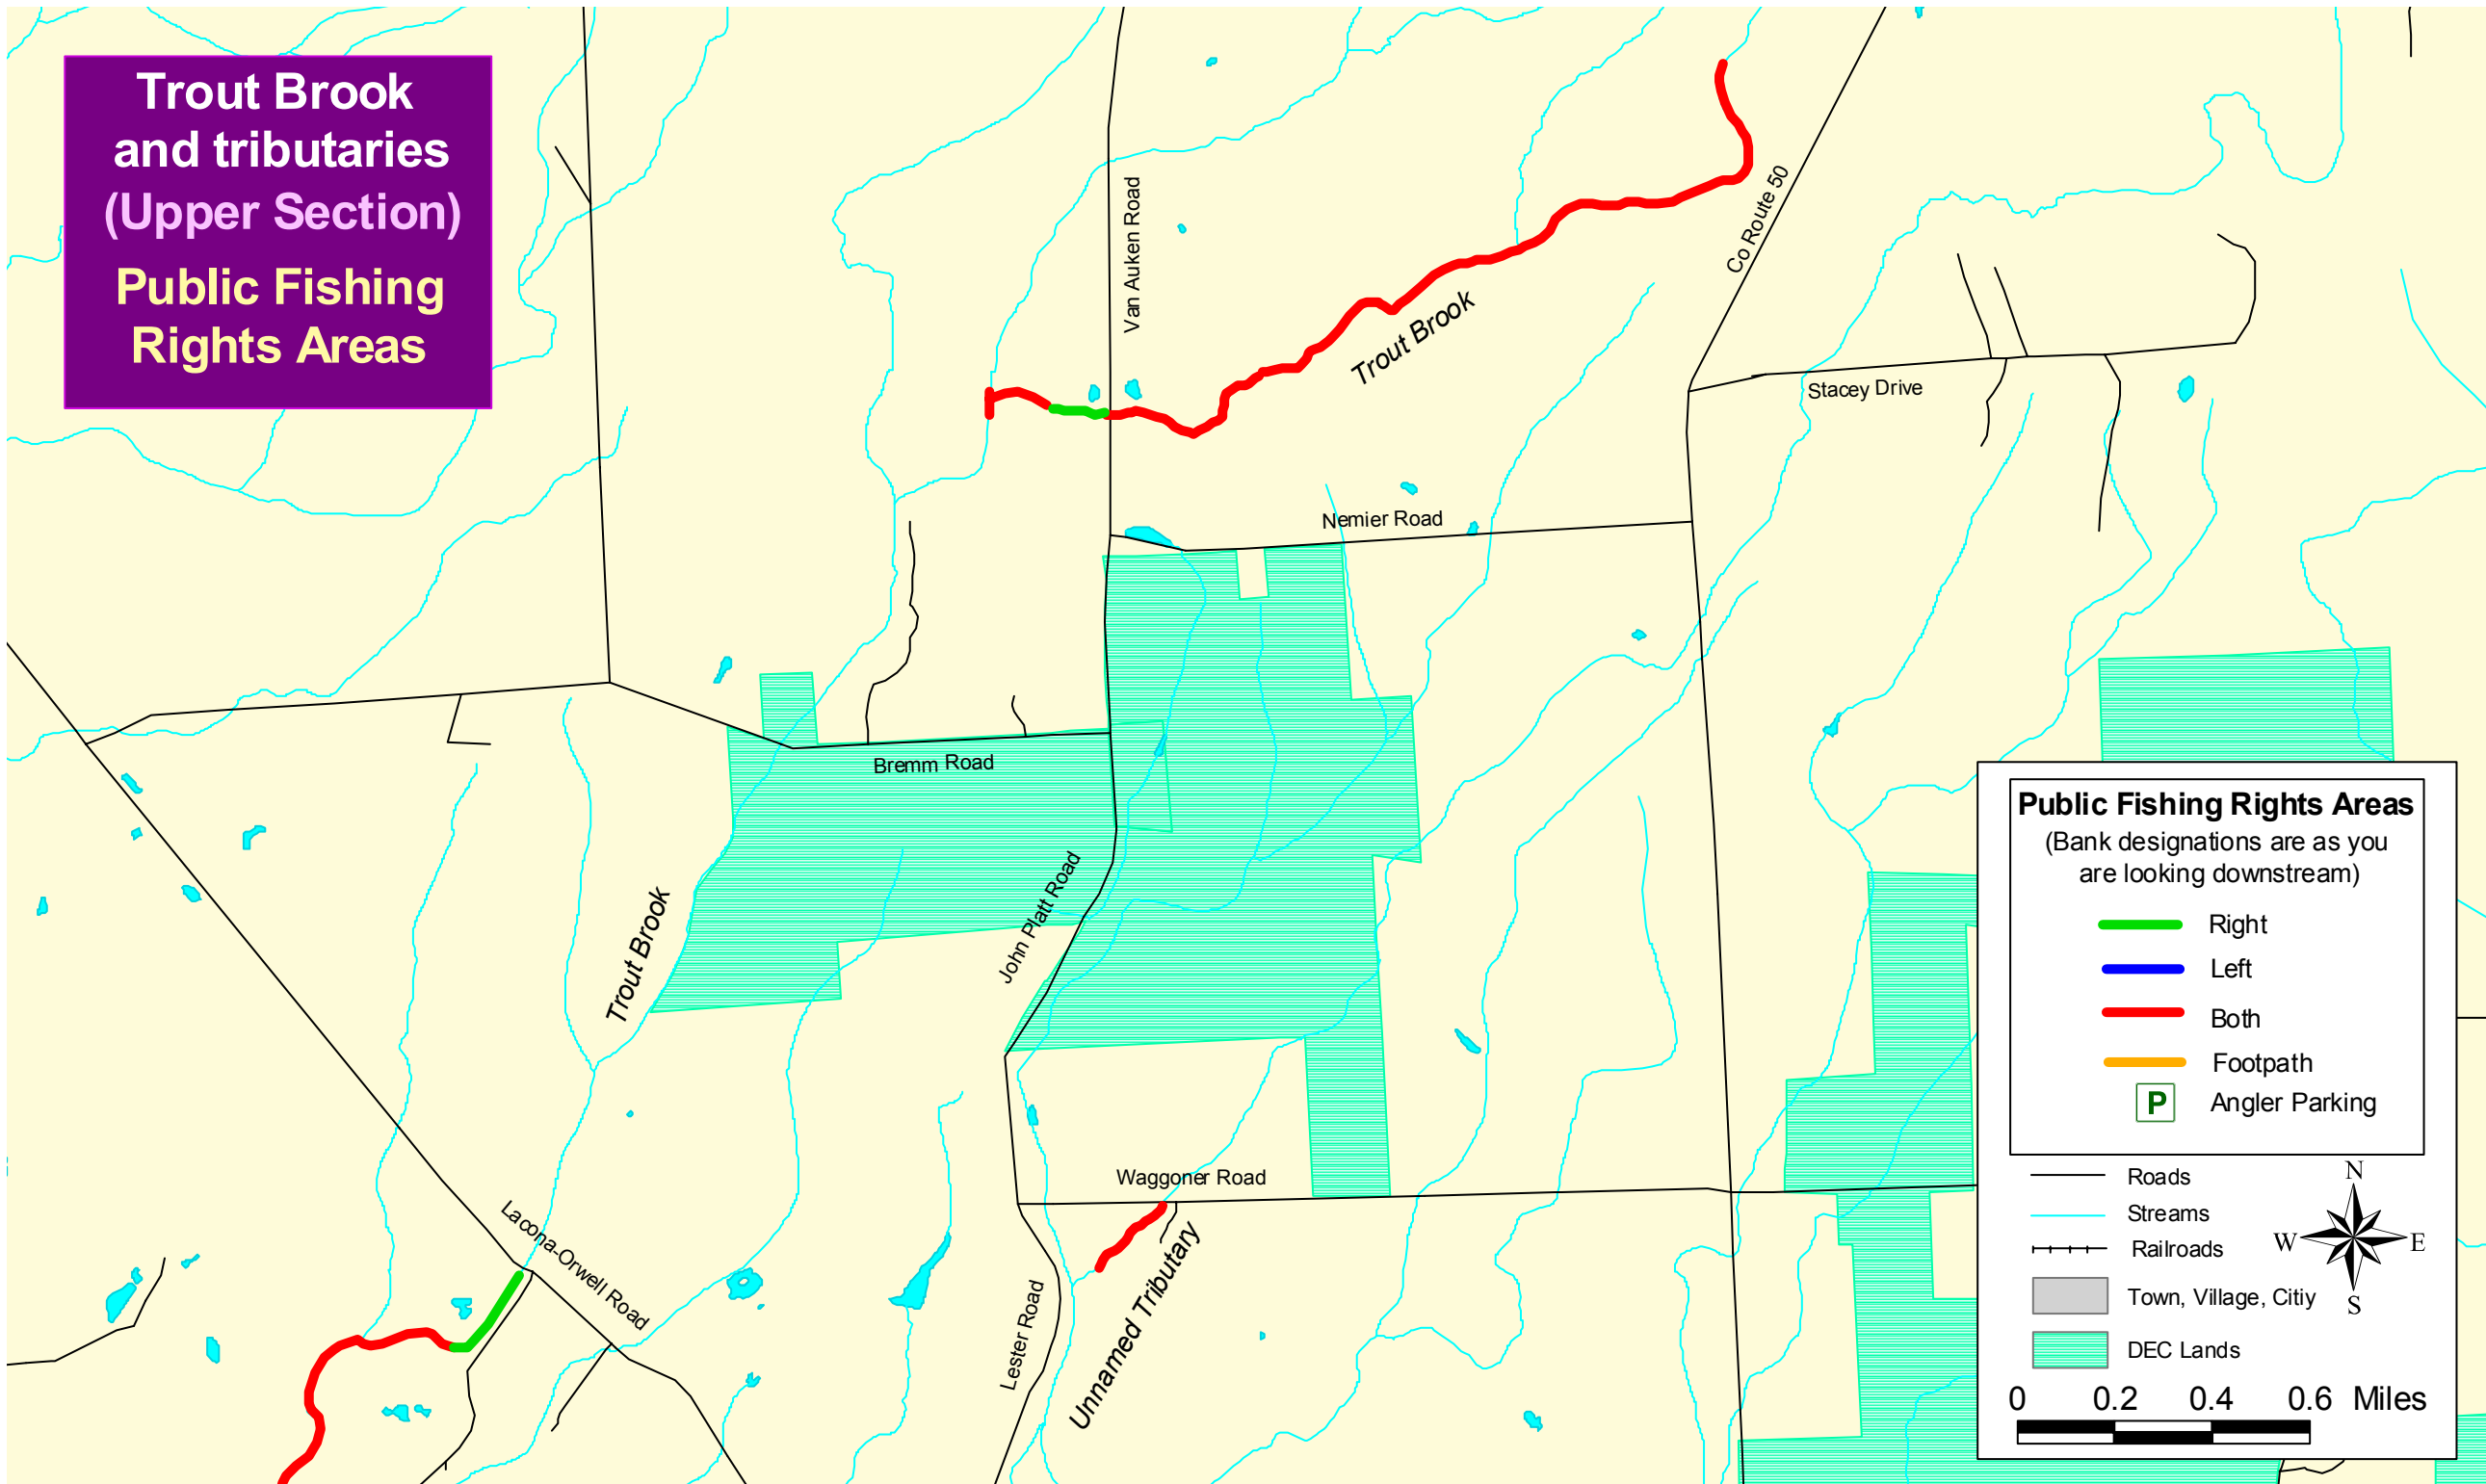 Trout Brook
and tributaries
(Upper Section)
Public Fishing
Rights Areas
Van Auken Road
Co Route 50
Trout Brook
Stacey Drive
Nemier Road
Bremm Road
John Platt Road
Trout Brook
Waggoner Road
Lacona-Orwell Road
Lester Road
Unnamed Tributary
Public Fishing Rights Areas
(Bank designations are as you
are looking downstream)
Right
Left
Both
Footpath
P Angler Parking
Roads
Streams
Railroads
Town, Village, Citiy
DEC Lands
N
W E
S
0 0.2 0.4 0.6 Miles